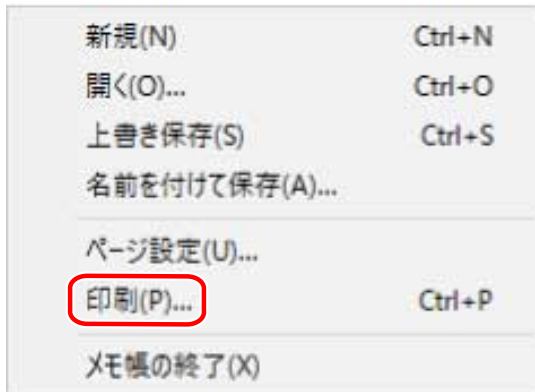 新規(N) Ctrl+N
開く(O)... Ctrl+O
上書き保存(S) Ctrl+S
名前を付けて保存(A)...
ページ設定(U)...
印刷(P)... Ctrl+P
メモ帳の終了(X)